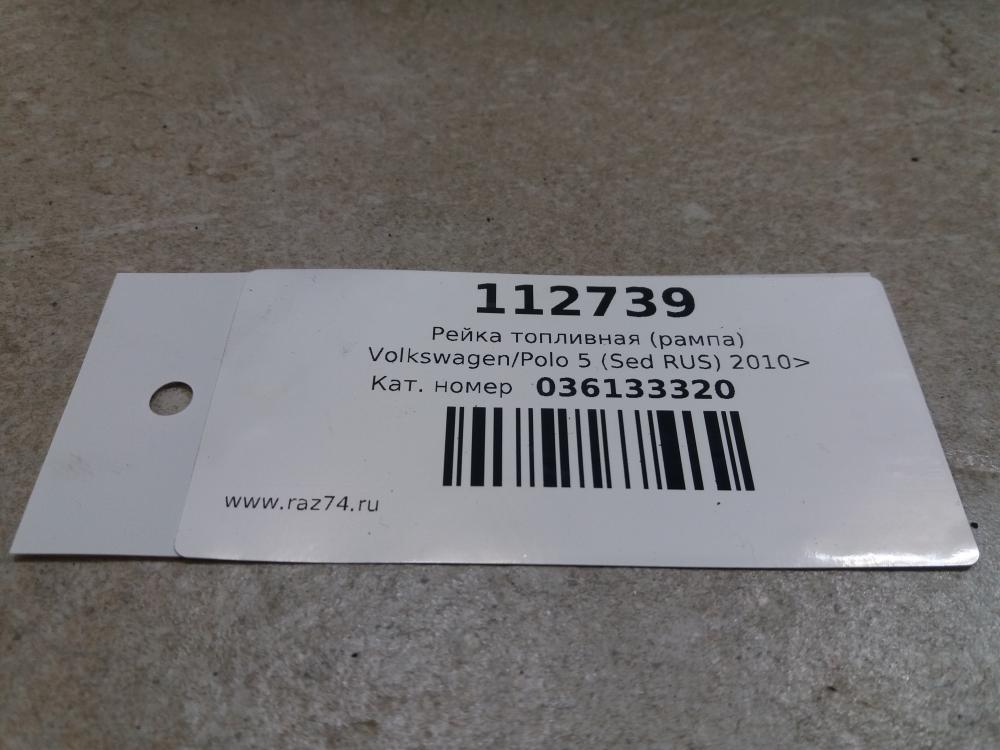 112739
Рейка топливная (рампа)
Volkswagen/Polo 5 (Sed RUS) 2010>
Кат. номер 036133320
www.raz74.ru